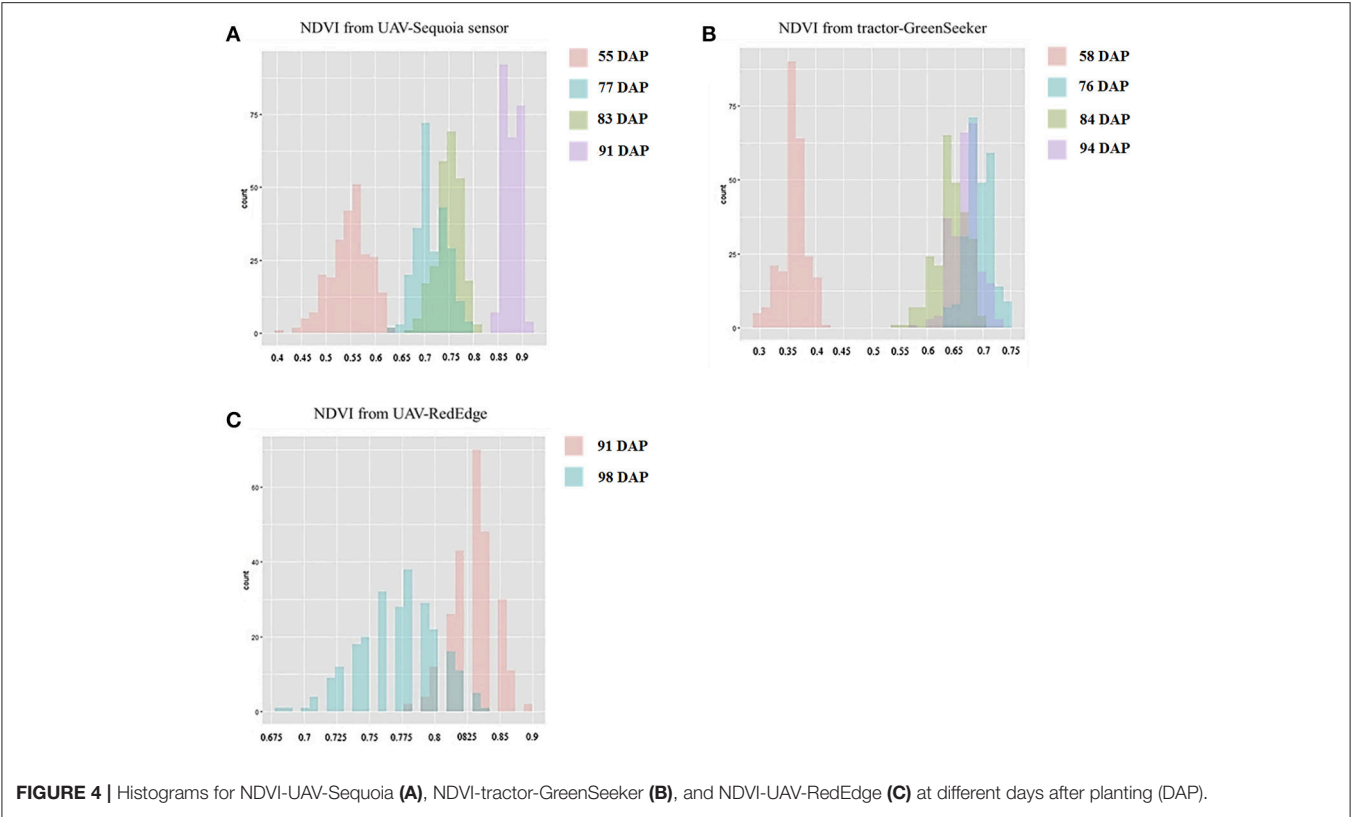 A
NDVI from UAV-Sequoia sensor
count
75
50
25
0
0.4 0.45 0.5 0.55 0.6 0.65 0.7 0.75 0.8 0.85 0.9
55 DAP
77 DAP
83 DAP
91 DAP
B
NDVI from tractor-GreenSeeker
count
75
50
25
0
0.3 0.35 0.4 0.45 0.5 0.55 0.6 0.65 0.7 0.75
58 DAP
76 DAP
84 DAP
94 DAP
C
NDVI from UAV-RedEdge
count
60
40
20
0
0.675 0.7 0.725 0.75 0.775 0.8 0825 0.85 0.9
91 DAP
98 DAP
FIGURE 4 | Histograms for NDVI-UAV-Sequoia (A), NDVI-tractor-GreenSeeker (B), and NDVI-UAV-RedEdge (C) at different days after planting (DAP).